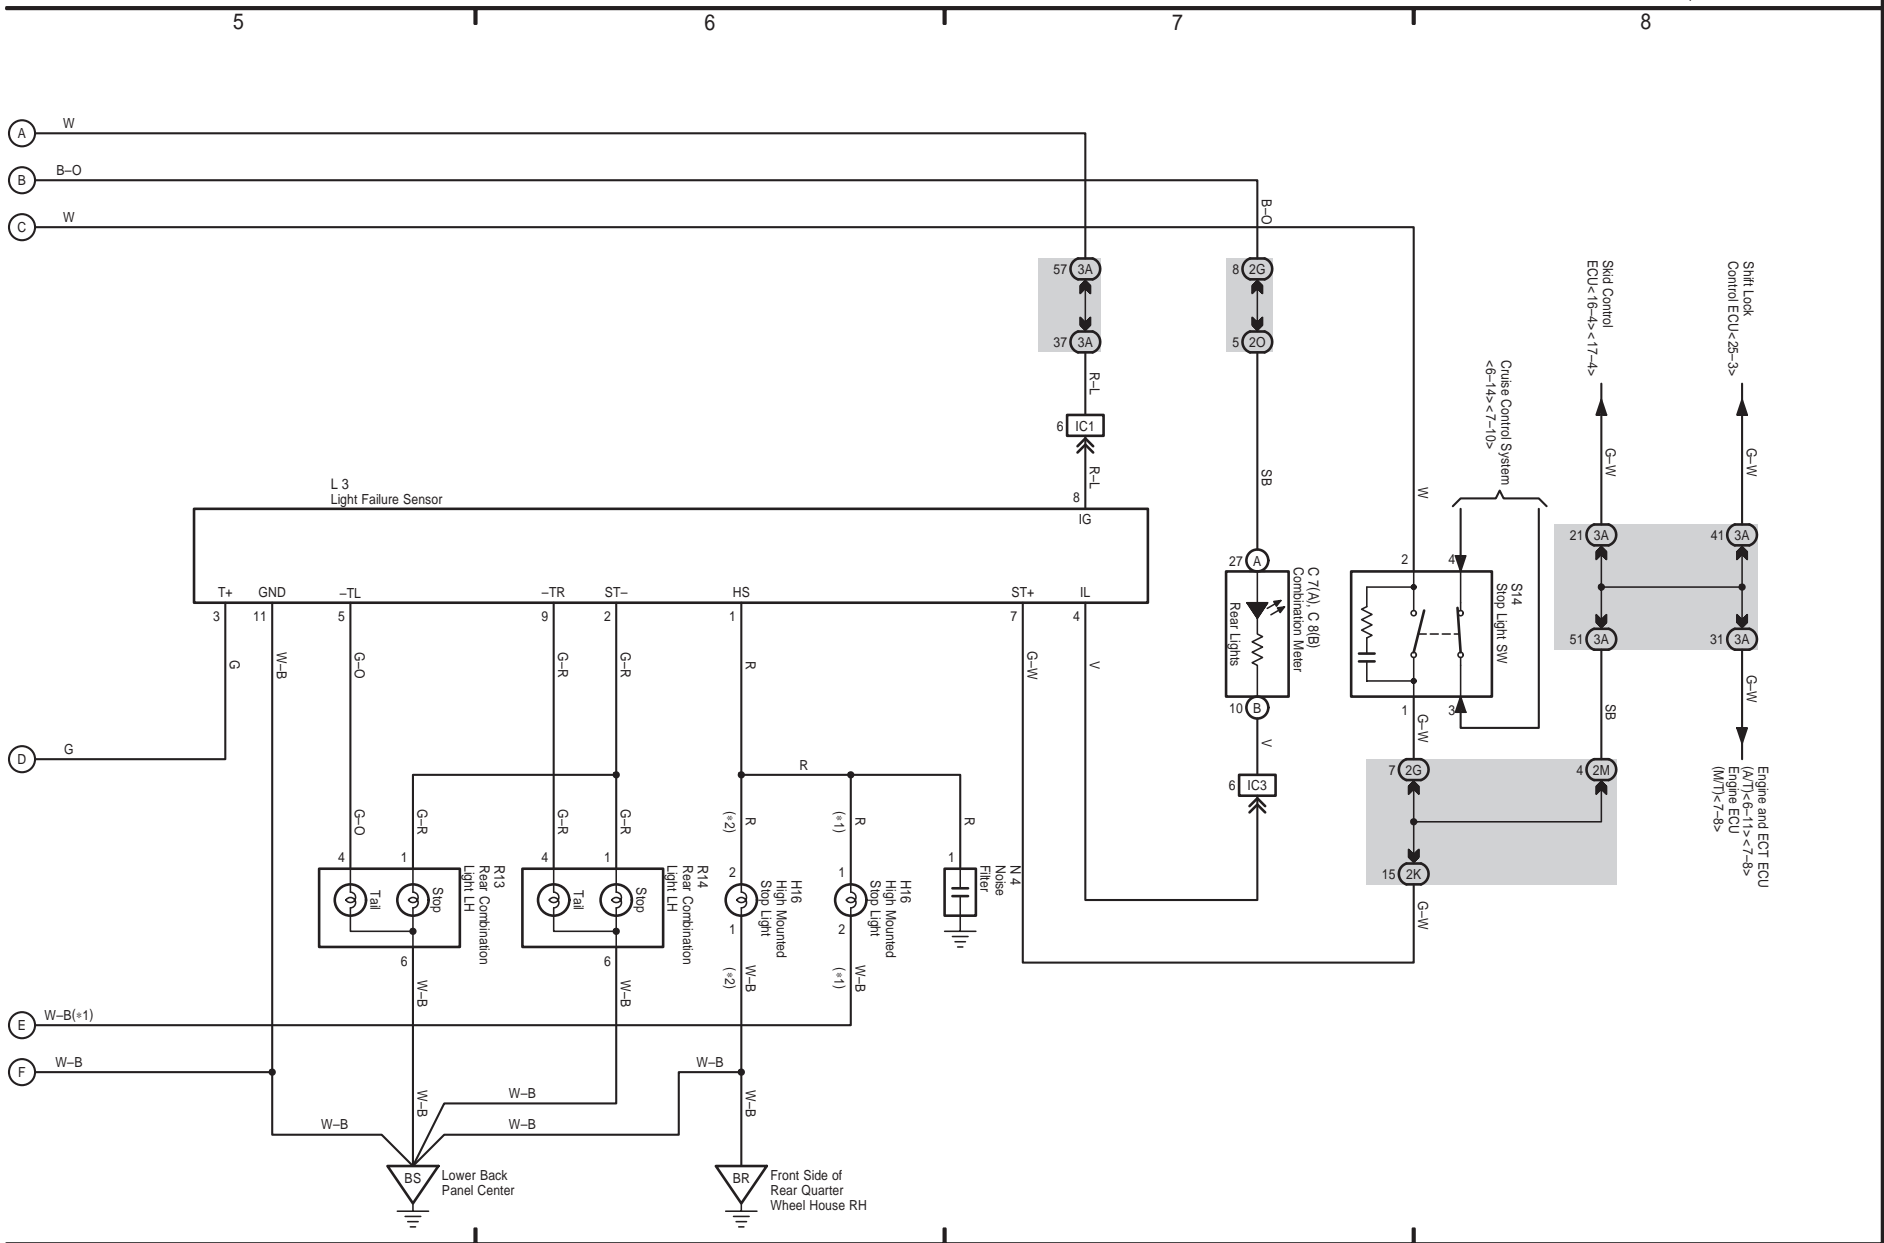 5
6
7
8
A
W
B
B–O
C
W
B–O
57
3A
37
3A
R–L
6
IC1
R–L
8
8
2G
5
2O
SB
W
Cruise Control System
<6–14><7–10>
Skid Control
ECU<16–4><17–4>
Shift Lock
Control ECU<25–3>
G–W
G–W
L 3
Light Failure Sensor
IG
T+
GND
–TL
–TR
ST–
HS
ST+
IL
3
11
5
9
2
1
7
4
G
W–B
G–O
G–R
G–R
R
G–W
V
27
A
Rear Lights
C 7(A), C 8(B)
Combination Meter
10
B
V
6
IC3
2
4
S14
Stop Light SW
1
3
G–W
21
3A
41
3A
51
3A
31
3A
SB
G–W
7
2G
4
2M
15
2K
G–W
Engine and ECT ECU
(A/T)<6–11><7–8>
Engine ECU
(M/T)<7–8>
D
G
R
G–O
G–R
G–R
G–R
R
(∗2)
R
(∗1)
R
4
1
Tail
Stop
R13
Rear Combination
Light LH
6
4
1
Tail
Stop
R14
Rear Combination
Light LH
6
2
H16
High Mounted
Stop Light
1
1
H16
High Mounted
Stop Light
2
1
N 4
Noise
Filter
W–B
W–B
W–B
(∗2)
W–B
(∗1)
E
W–B(∗1)
F
W–B
W–B
W–B
W–B
W–B
W–B
W–B
BS
Lower Back
Panel Center
BR
Front Side of
Rear Quarter
Wheel House RH